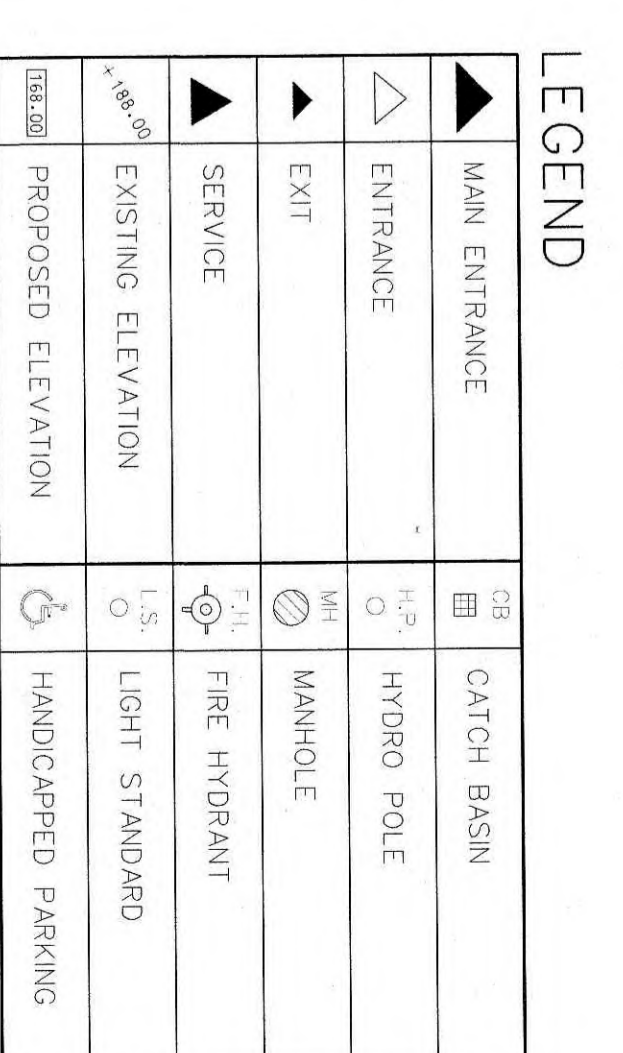 LEGEND
MAIN ENTRANCE
CB
CATCH BASIN
ENTRANCE
H.P.
HYDRO POLE
EXIT
MH
MANHOLE
SERVICE
F.H.
FIRE HYDRANT
×188.00
EXISTING ELEVATION
L.S.
LIGHT STANDARD
168.00
PROPOSED ELEVATION
HANDICAPPED PARKING